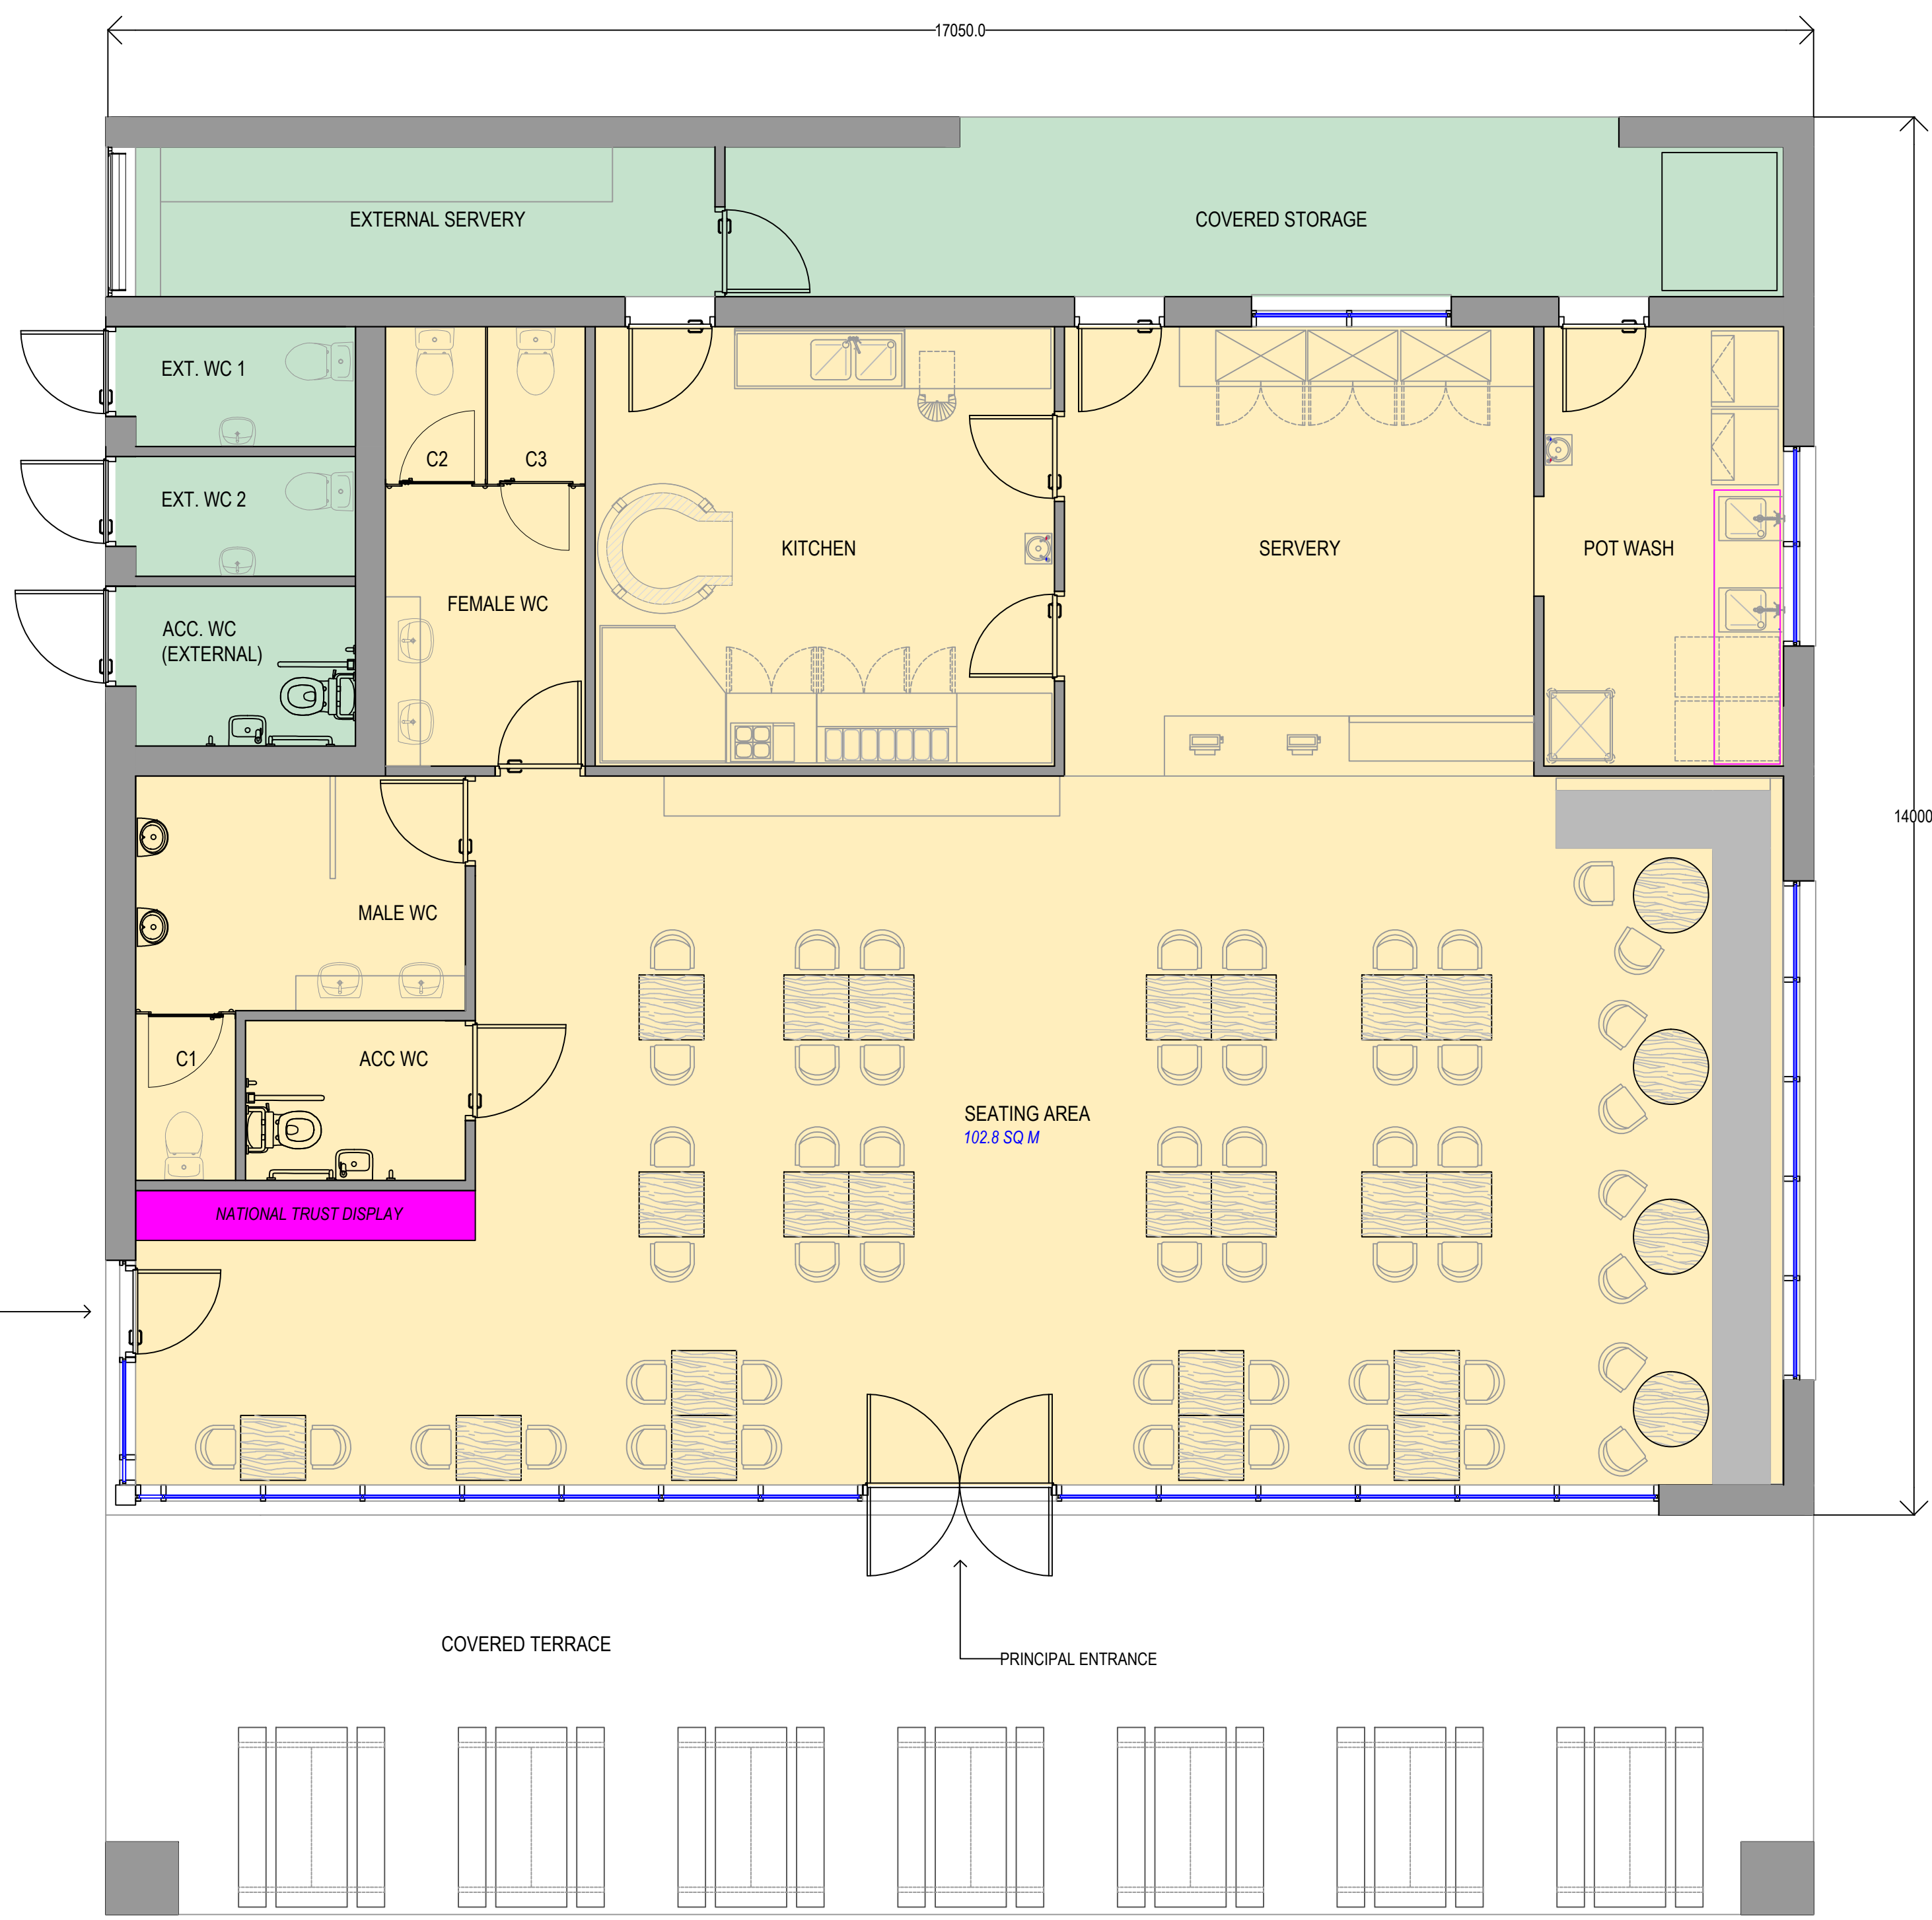 17050.0
EXTERNAL SERVERY
COVERED STORAGE
EXT. WC 1
C2
C3
EXT. WC 2
KITCHEN
SERVERY
POT WASH
FEMALE WC
ACC. WC
(EXTERNAL)
14000
MALE WC
C1
ACC WC
SEATING AREA
102.8 SQ M
NATIONAL TRUST DISPLAY
COVERED TERRACE
PRINCIPAL ENTRANCE